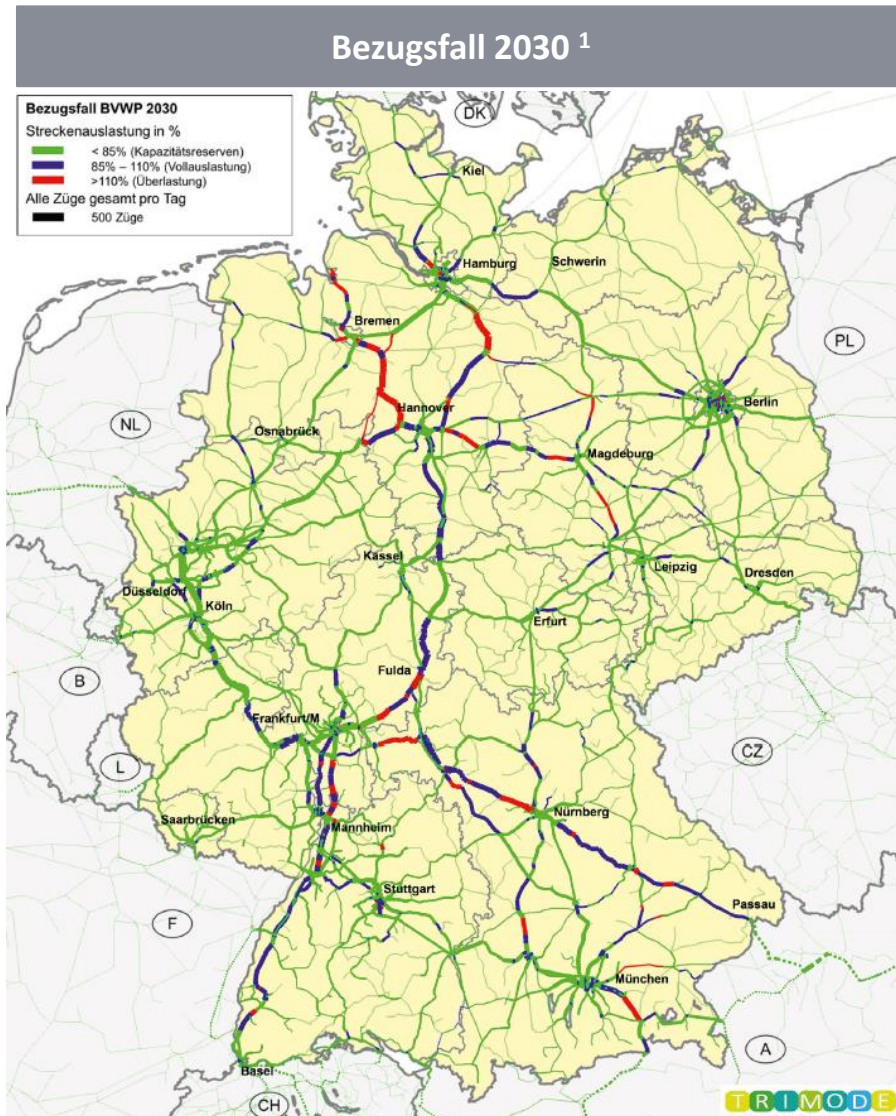 Bezugsfall 2030 ¹
Bezugsfall BVWP 2030
Streckenauslastung in %
< 85% (Kapazitätsreserven)
85% – 110% (Vollauslastung)
>110% (Überlastung)
Alle Züge gesamt pro Tag
500 Züge
DK
Kiel
Hamburg
Schwerin
Bremen
PL
Berlin
Hannover
NL
Osnabrück
Magdeburg
Kassel
Leipzig
Dresden
Düsseldorf
Köln
Erfurt
Fulda
B
Frankfurt/M
CZ
L
Nürnberg
Saarbrücken
Mannheim
Stuttgart
Passau
F
München
A
Basel
CH
TRIMODE